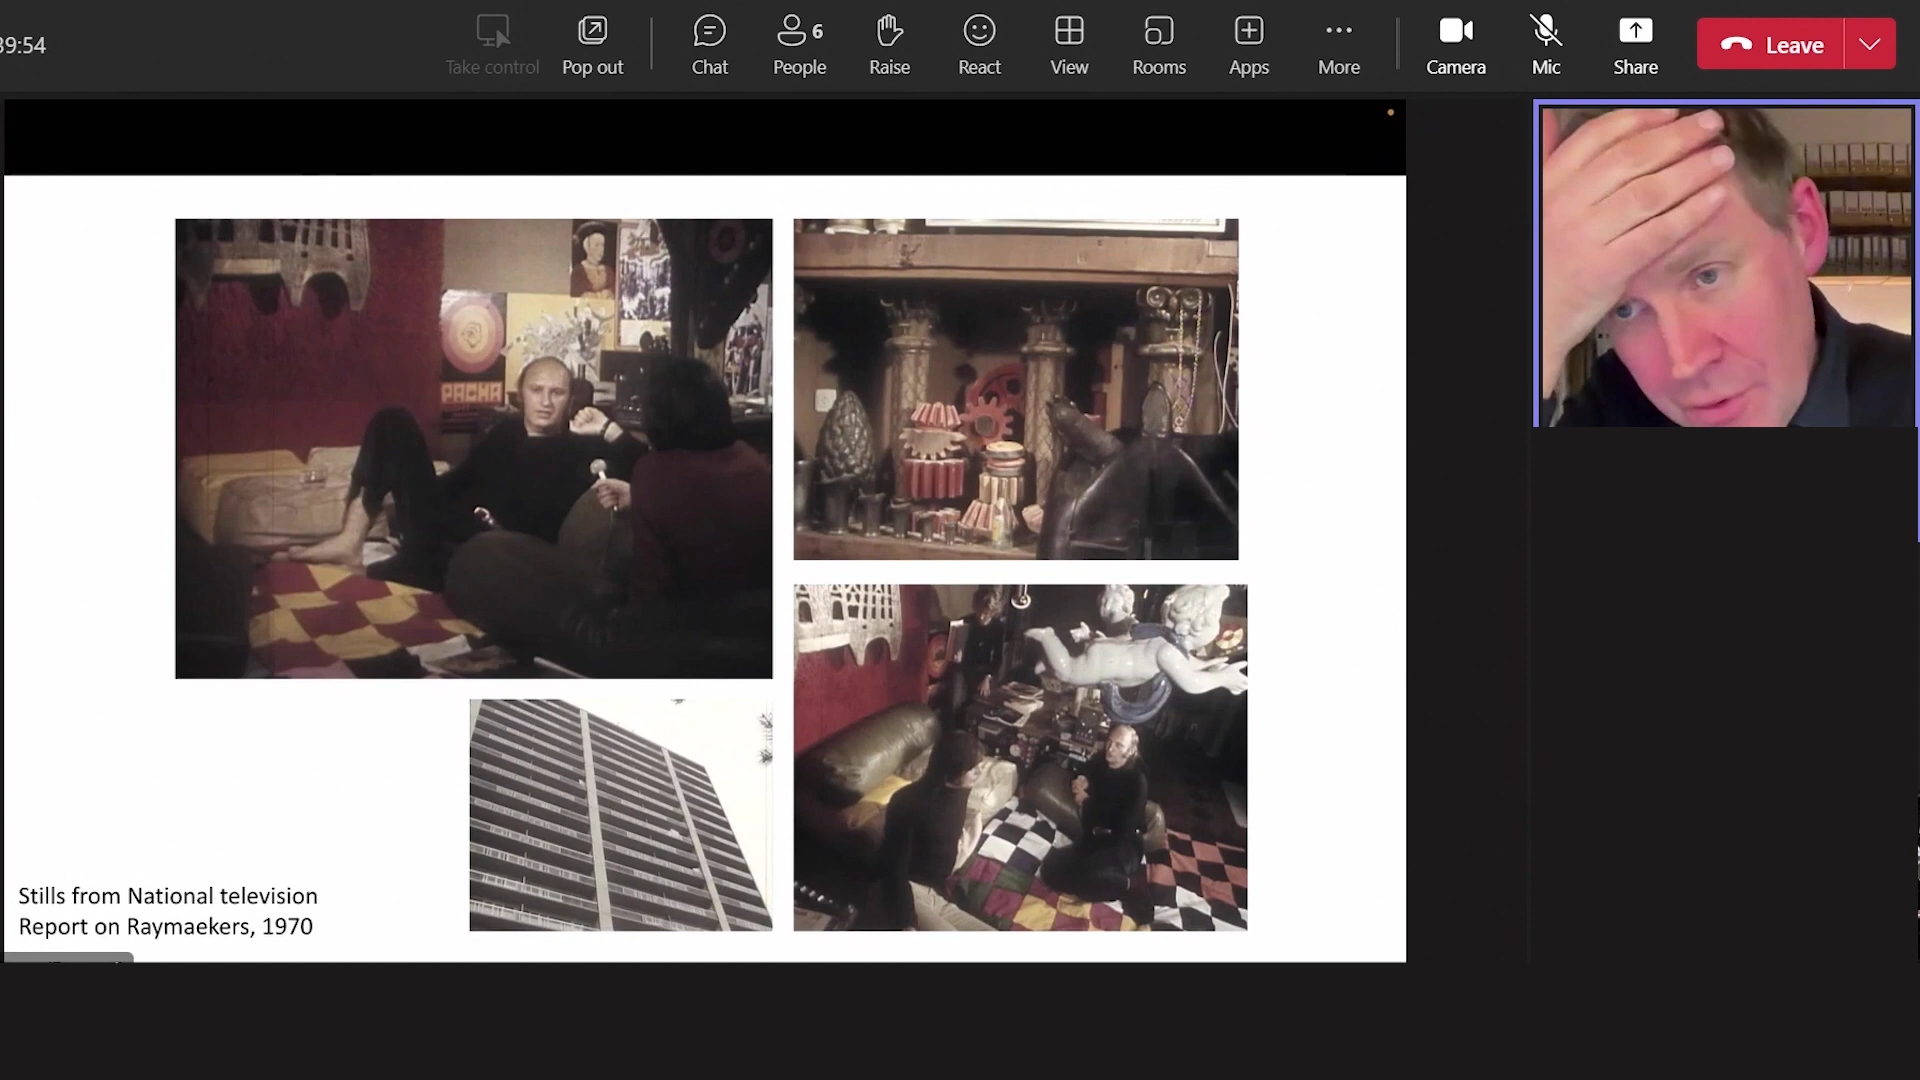 39:54
Take control
Pop out
Chat
People 6
Raise
React
View
Rooms
Apps
More
Camera
Mic
Share
Leave
РАСНА
Stills from National television
Report on Raymaekers, 1970